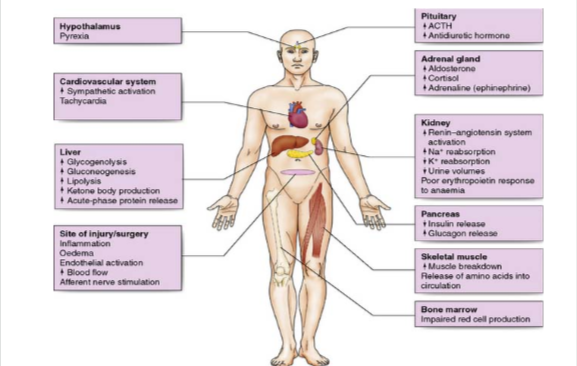 Hypothalamus
Pyrexia
Cardiovascular system
Sympathetic activation
Tachycardia
Liver
Glycogenolysis
Gluconeogenesis
Lipolysis
Ketone body production
Acute-phase protein release
Site of injury/surgery
Inflammation
Oedema
Endothelial activation
Blood flow
Afferent nerve stimulation
Pituitary
ACTH
Antidiuretic hormone
Adrenal gland
Aldosterone
Cortisol
Adrenaline (ephinephrine)
Kidney
Renin–angiotensin system
activation
Na⁺ reabsorption
K⁺ reabsorption
Urine volumes
Poor erythropoietin response
to anaemia
Pancreas
Insulin release
Glucagon release
Skeletal muscle
Muscle breakdown
Release of amino acids into
circulation
Bone marrow
Impaired red cell production